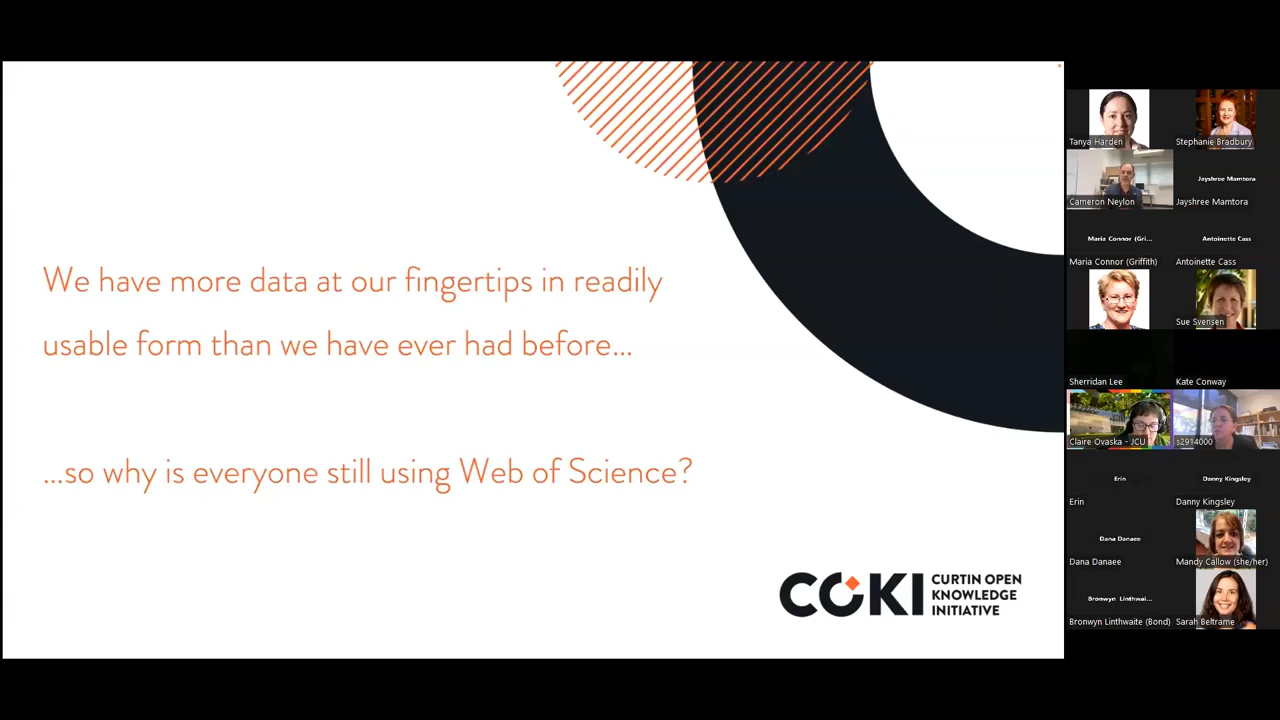 We have more data at our fingertips in readily
usable form than we have ever had before...
...so why is everyone still using Web of Science?
COKI
CURTIN OPEN
KNOWLEDGE
INITIATIVE
Tanya Harden
Stephanie Bradbury
Cameron Neylon
Jayshree Mamtora
Jayshree Mamtora
Maria Connor (Gri...
Antoinette Cass
Maria Connor (Griffith)
Antoinette Cass
Sue Svensen
Sherridan Lee
Kate Conway
Claire Ovaska - JCU
s2914000
Erin
Danny Kingsley
Erin
Danny Kingsley
Dana Danaee
Dana Danaee
Mandy Callow (she/her)
Bronwyn Linthwai...
Bronwyn Linthwaite (Bond)
Sarah Beltrame